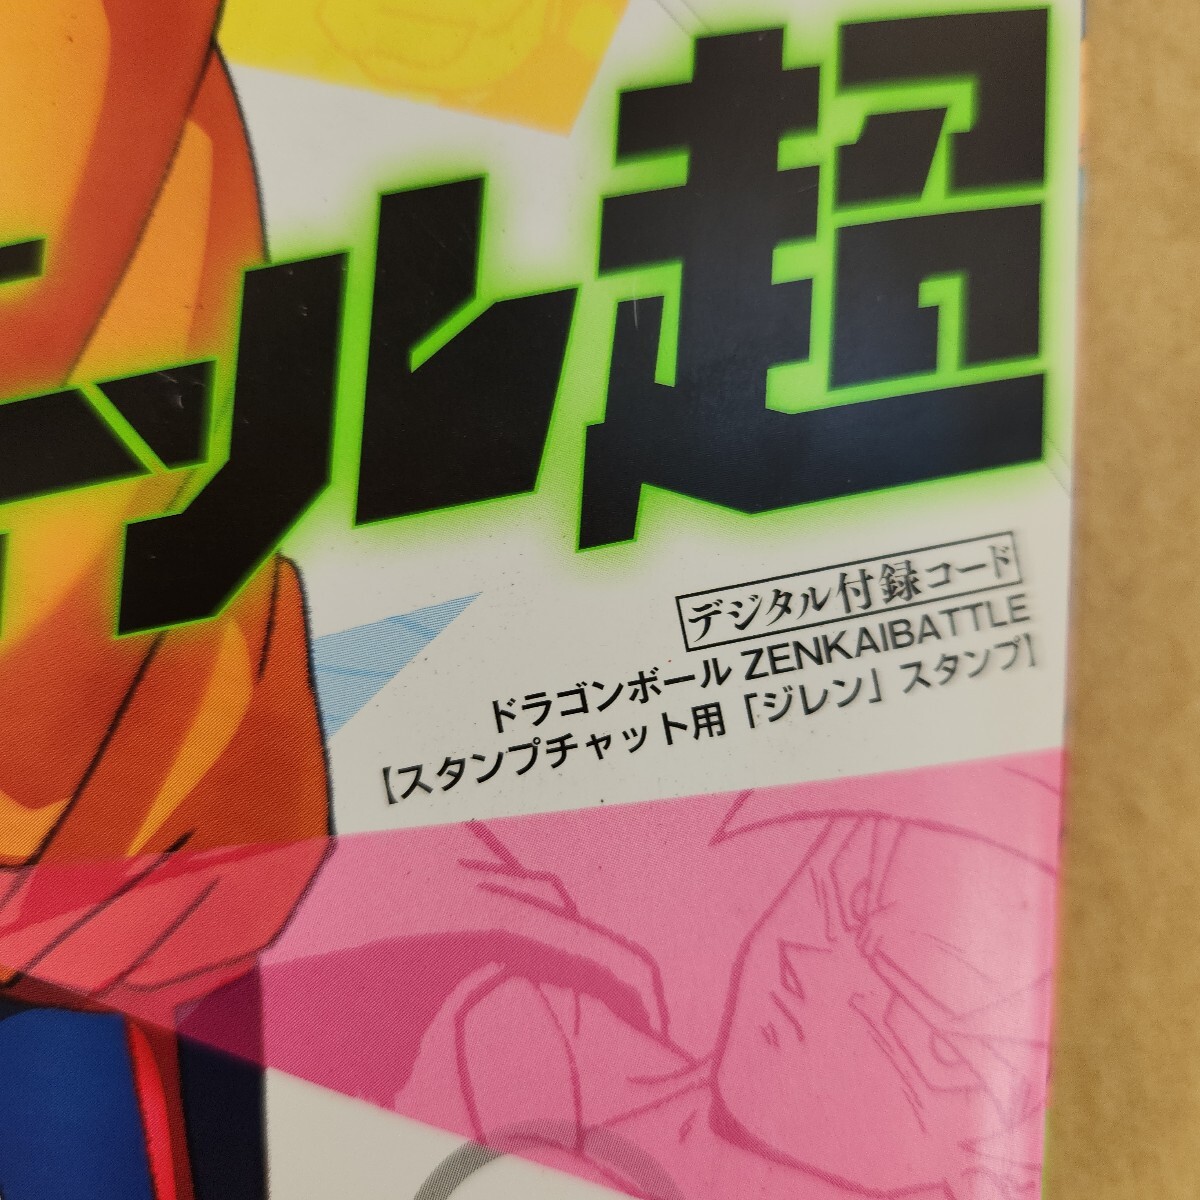 ール超
デジタル付録コード
ドラゴンボール ZENKAIBATTLE
【スタンプチャット用「ジレン」スタンプ】